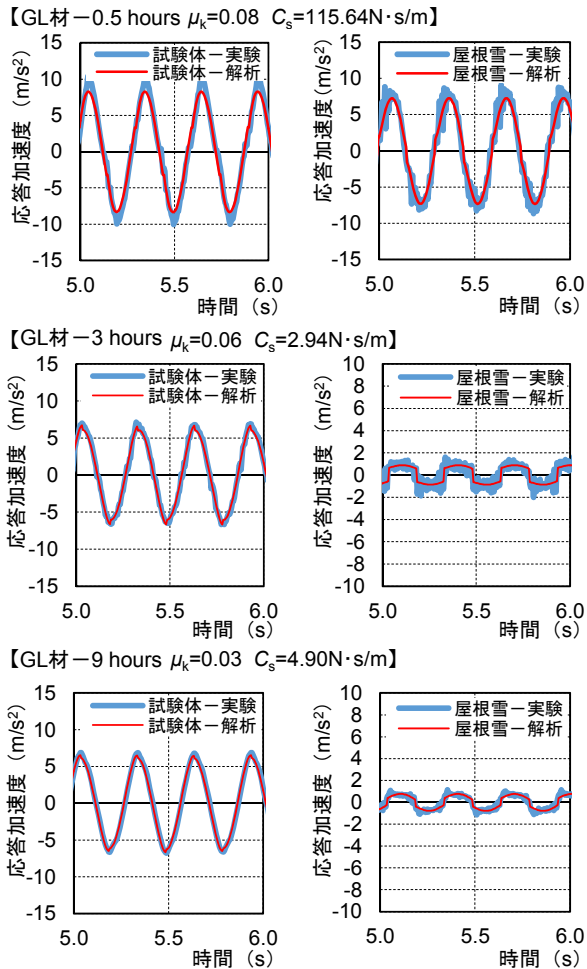 【GL材－0.5 hours μk=0.08 Cs=115.64N･s/m】
応答加速度（m/s²）
15
10
5
0
-5
-10
-15
試験体－実験
試験体－解析
5.0 5.5 6.0
時間（s）
応答加速度（m/s²）
15
10
5
0
-5
-10
-15
屋根雪－実験
屋根雪－解析
5.0 5.5 6.0
時間（s）
【GL材－3 hours μk=0.06 Cs=2.94N･s/m】
応答加速度（m/s²）
15
10
5
0
-5
-10
-15
試験体－実験
試験体－解析
5.0 5.5 6.0
時間（s）
応答加速度（m/s²）
10
8
6
4
2
0
-2
-4
-6
-8
-10
屋根雪－実験
屋根雪－解析
5.0 5.5 6.0
時間（s）
【GL材－9 hours μk=0.03 Cs=4.90N･s/m】
応答加速度（m/s²）
15
10
5
0
-5
-10
-15
試験体－実験
試験体－解析
5.0 5.5 6.0
時間（s）
応答加速度（m/s²）
10
8
6
4
2
0
-2
-4
-6
-8
-10
屋根雪－実験
屋根雪－解析
5.0 5.5 6.0
時間（s）